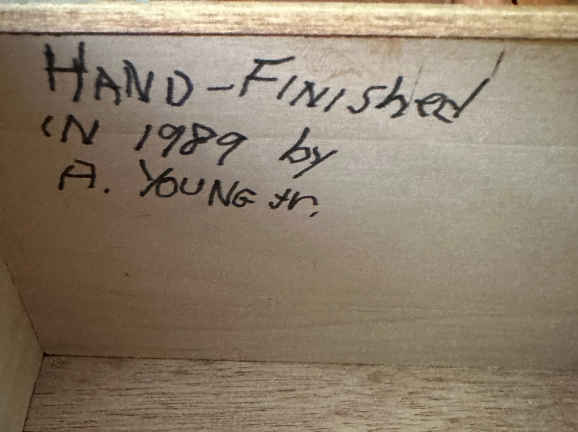 HAND-FINIShed
IN 1989 by
A. YOUNG Jr.